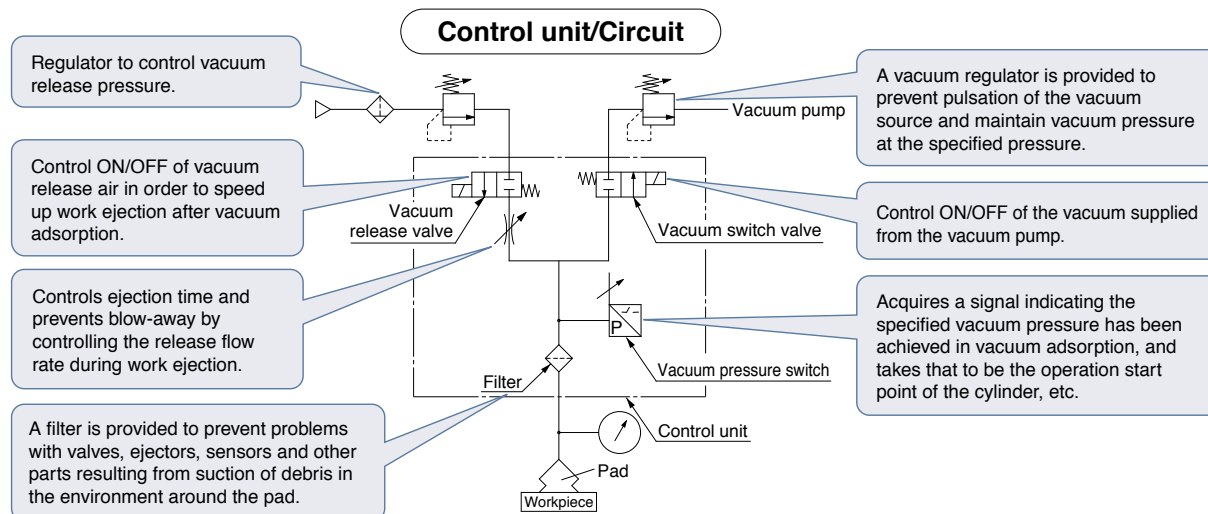 Control unit/Circuit
Regulator to control vacuum
release pressure.
Control ON/OFF of vacuum
release air in order to speed
up work ejection after vacuum
adsorption.
Controls ejection time and
prevents blow-away by
controlling the release flow
rate during work ejection.
A filter is provided to prevent problems
with valves, ejectors, sensors and other
parts resulting from suction of debris in
the environment around the pad.
Vacuum pump
Vacuum
release valve
Vacuum switch valve
P
Vacuum pressure switch
Filter
Control unit
Pad
Workpiece
A vacuum regulator is provided to
prevent pulsation of the vacuum
source and maintain vacuum pressure
at the specified pressure.
Control ON/OFF of the vacuum supplied
from the vacuum pump.
Acquires a signal indicating the
specified vacuum pressure has been
achieved in vacuum adsorption, and
takes that to be the operation start
point of the cylinder, etc.